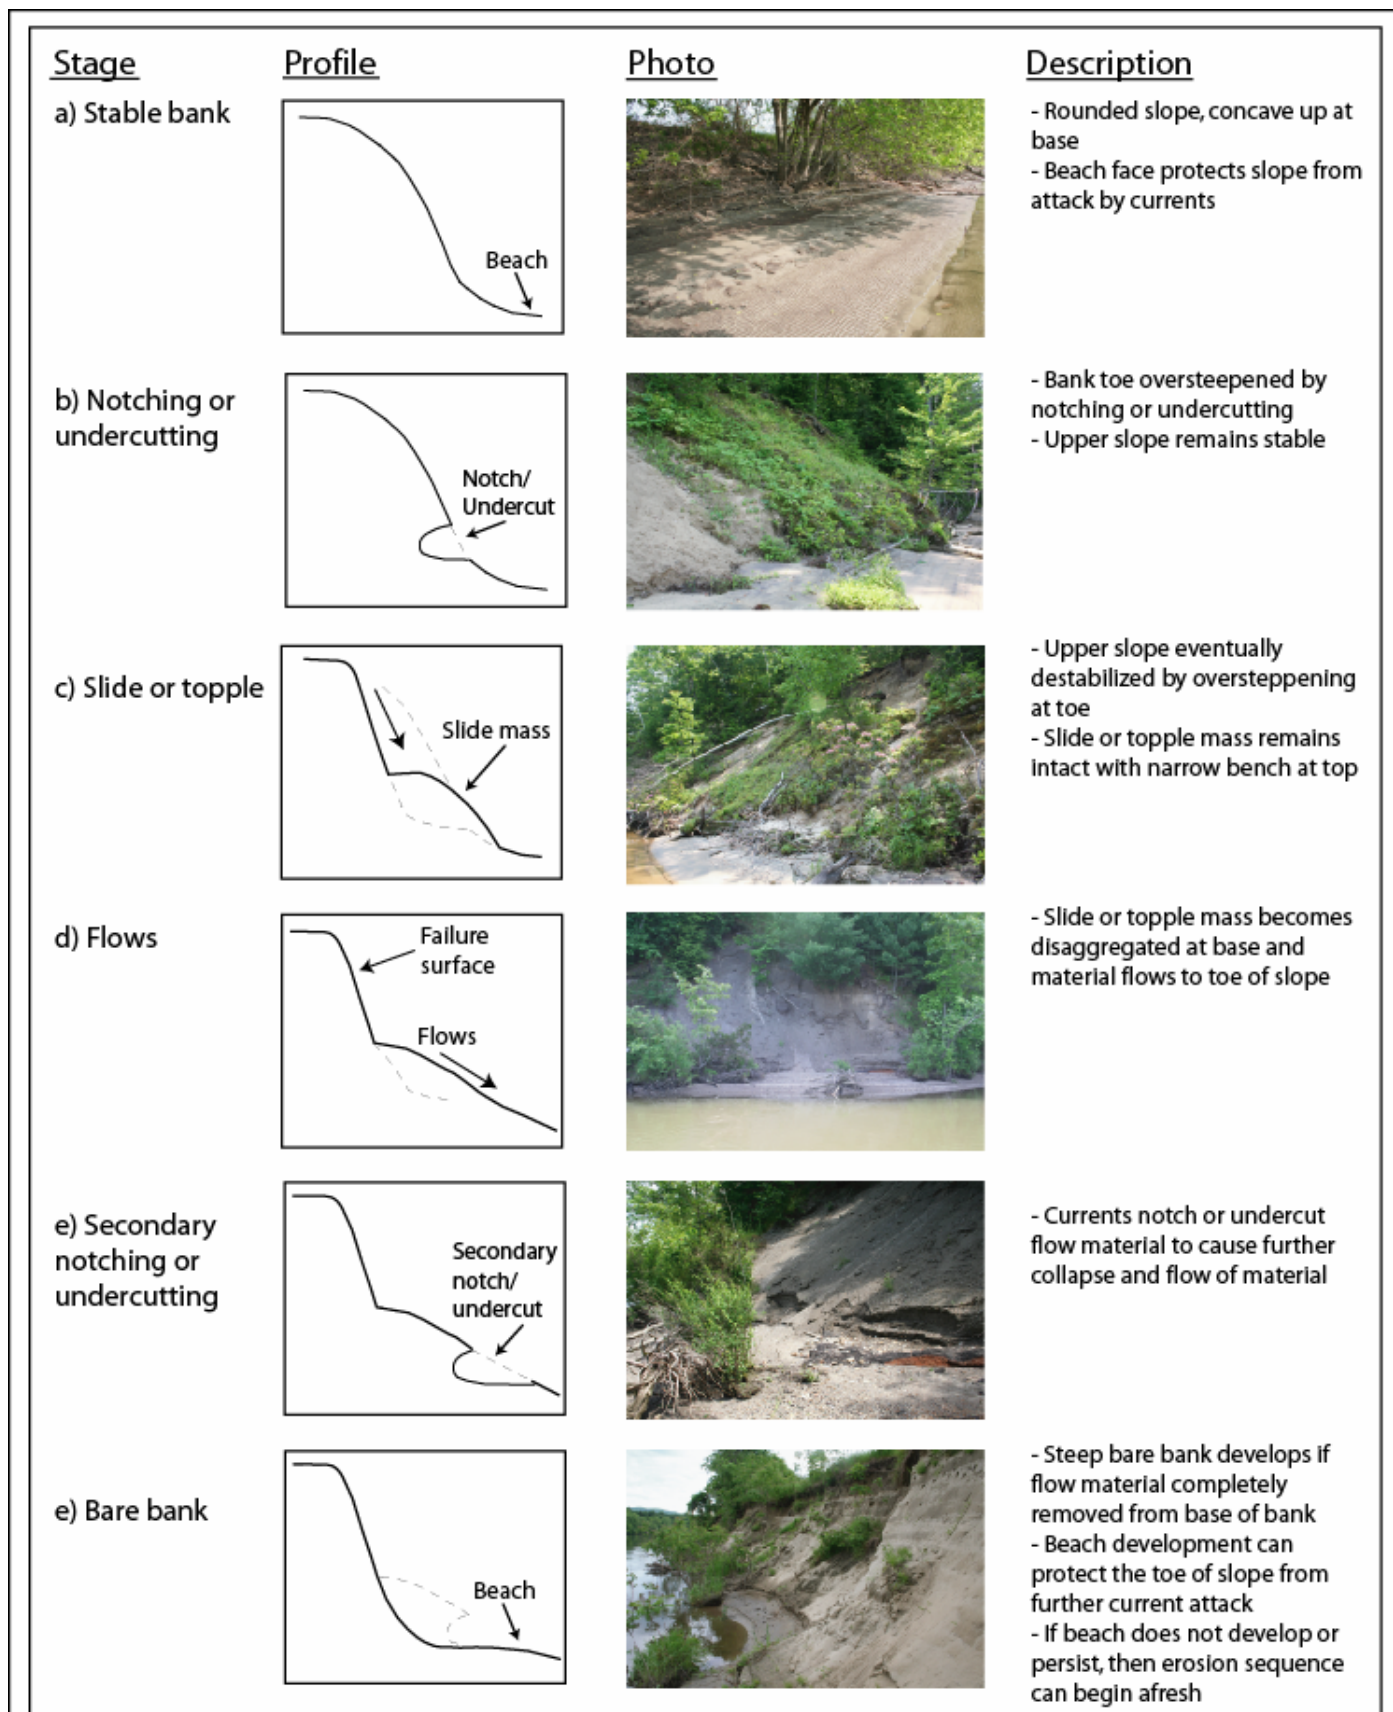 Stage Profile Photo Description
a) Stable bank
Beach
- Rounded slope, concave up at
base
- Beach face protects slope from
attack by currents
b) Notching or
undercutting
Notch/
Undercut
- Bank toe oversteepened by
notching or undercutting
- Upper slope remains stable
c) Slide or topple
Slide mass
- Upper slope eventually
destabilized by oversteppening
at toe
- Slide or topple mass remains
intact with narrow bench at top
d) Flows
Failure
surface
Flows
- Slide or topple mass becomes
disaggregated at base and
material flows to toe of slope
e) Secondary
notching or
undercutting
Secondary
notch/
undercut
- Currents notch or undercut
flow material to cause further
collapse and flow of material
e) Bare bank
Beach
- Steep bare bank develops if
flow material completely
removed from base of bank
- Beach development can
protect the toe of slope from
further current attack
- If beach does not develop or
persist, then erosion sequence
can begin afresh